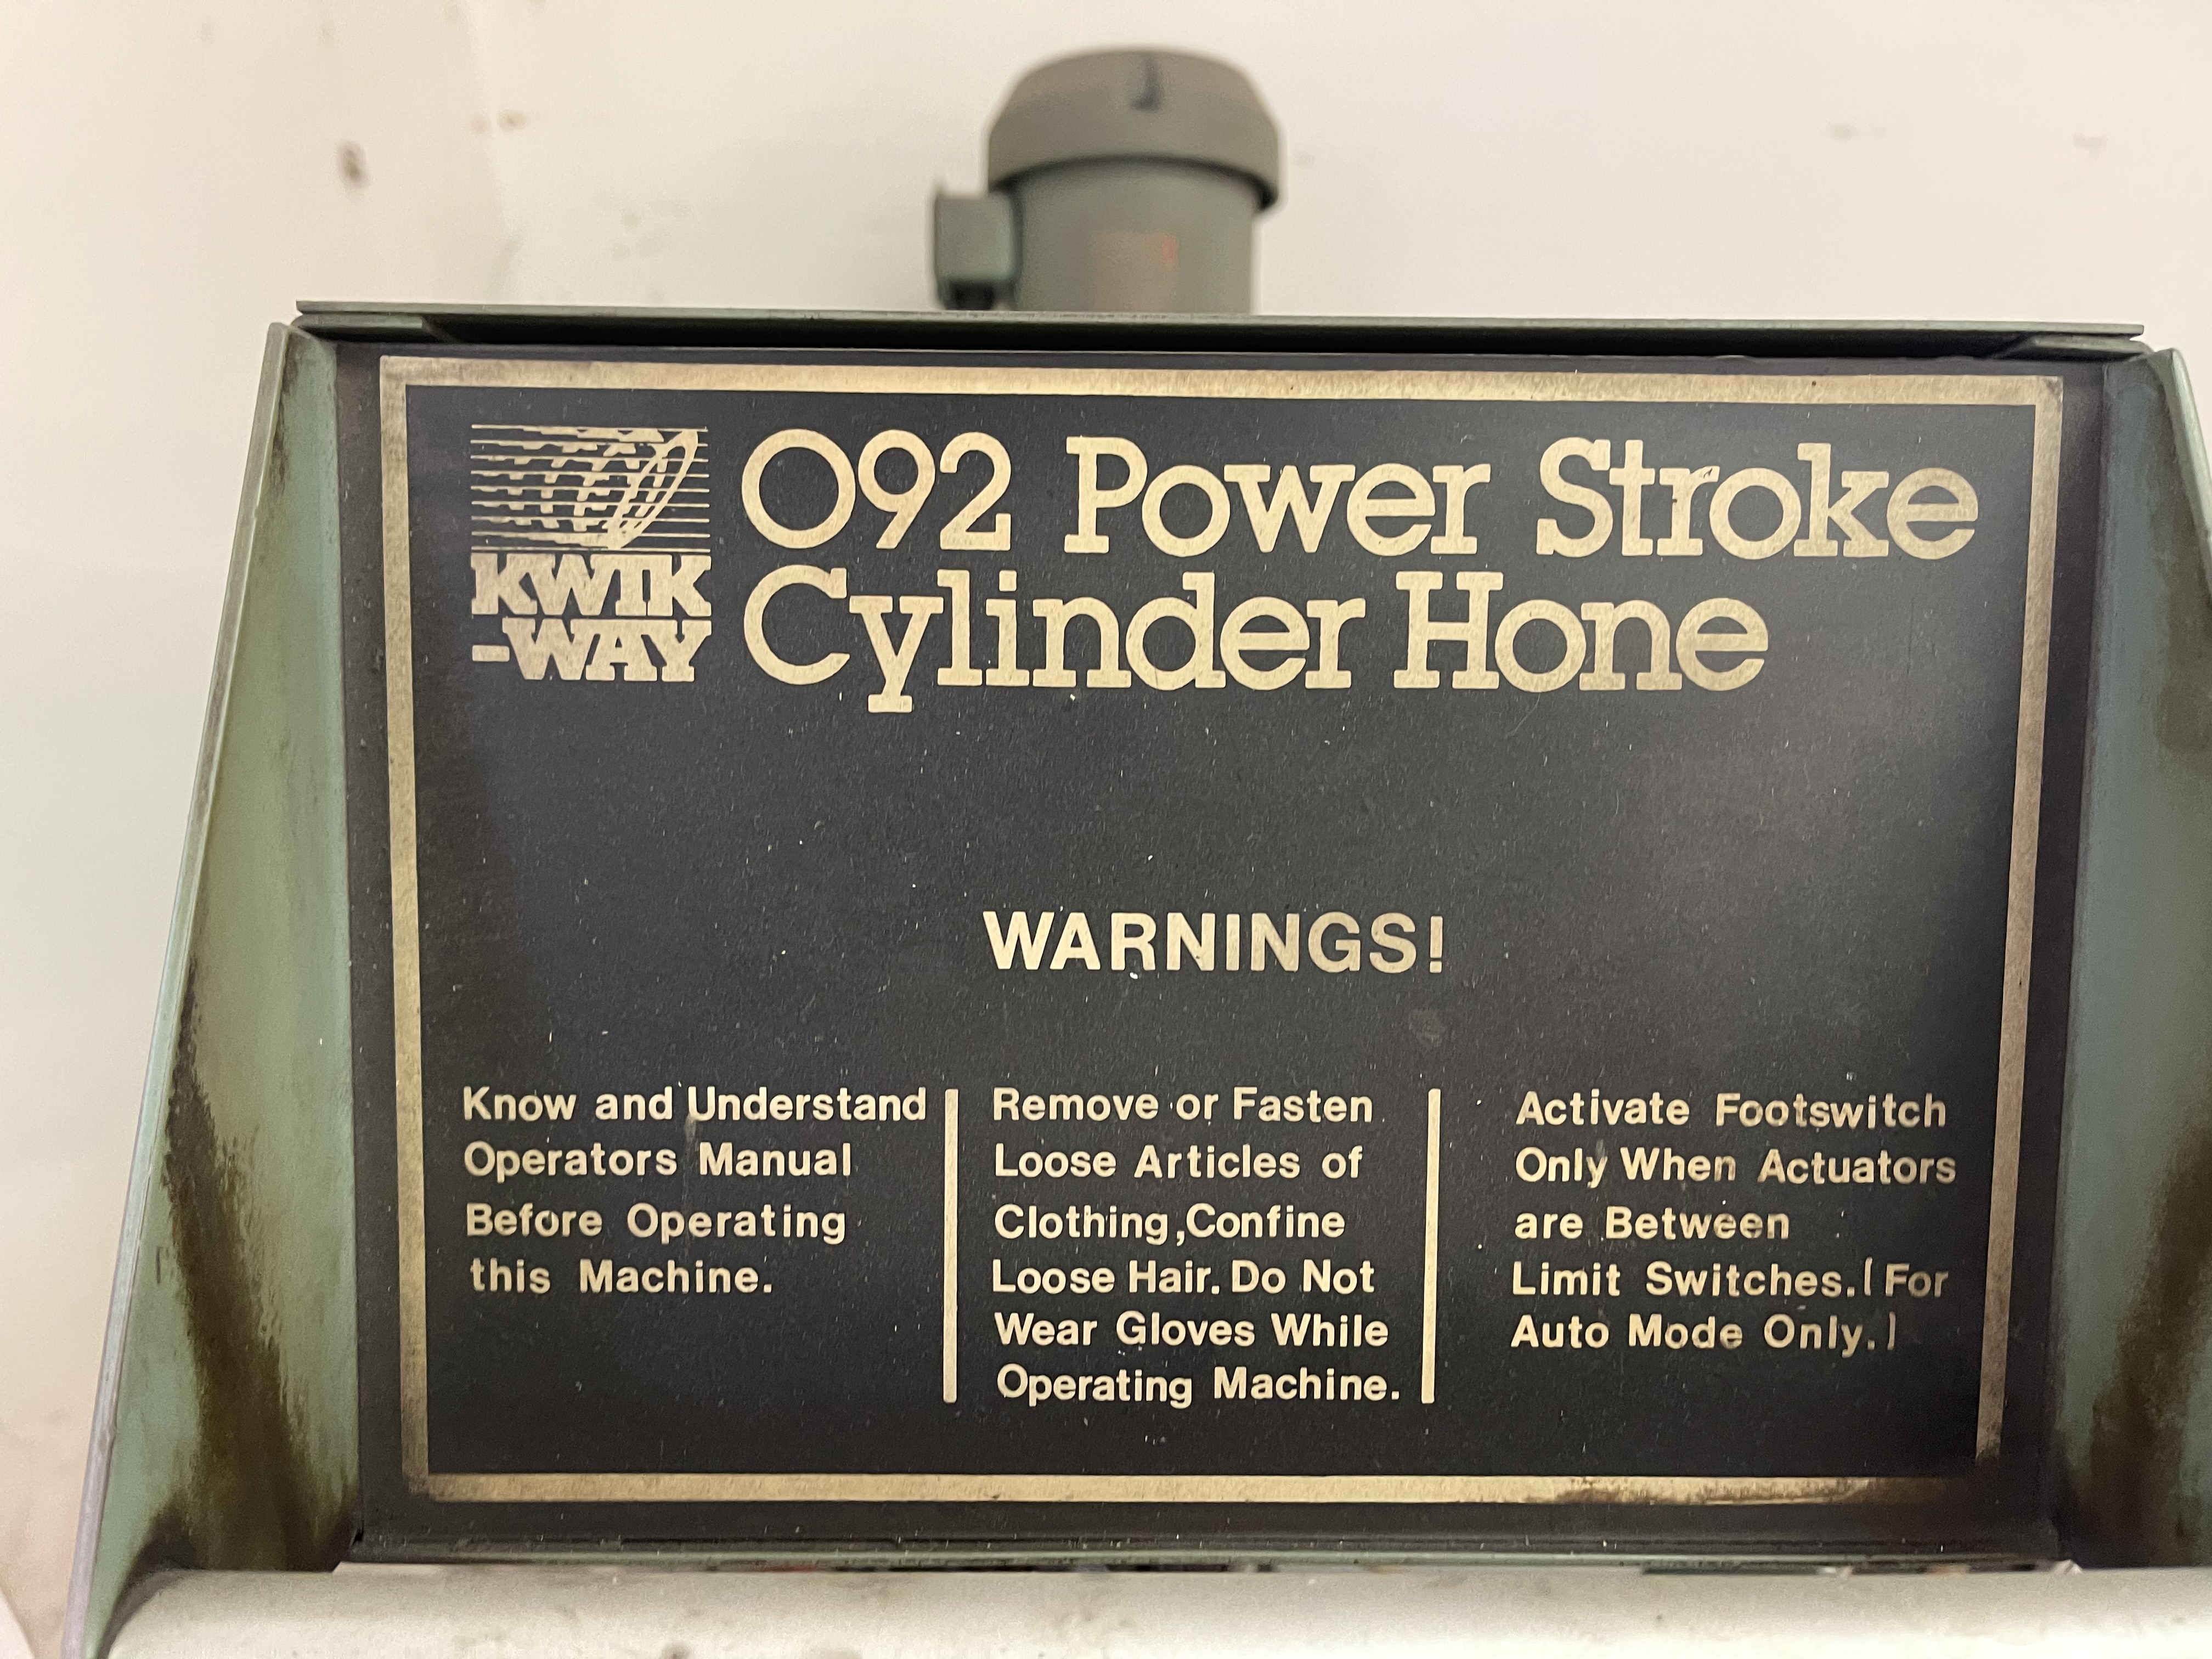 KWIK
-WAY
092 Power Stroke
Cylinder Hone
WARNINGS!
Know and Understand
Operators Manual
Before Operating
this Machine.
Remove or Fasten
Loose Articles of
Clothing,Confine
Loose Hair. Do Not
Wear Gloves While
Operating Machine.
Activate Footswitch
Only When Actuators
are Between
Limit Switches.(For
Auto Mode Only.)